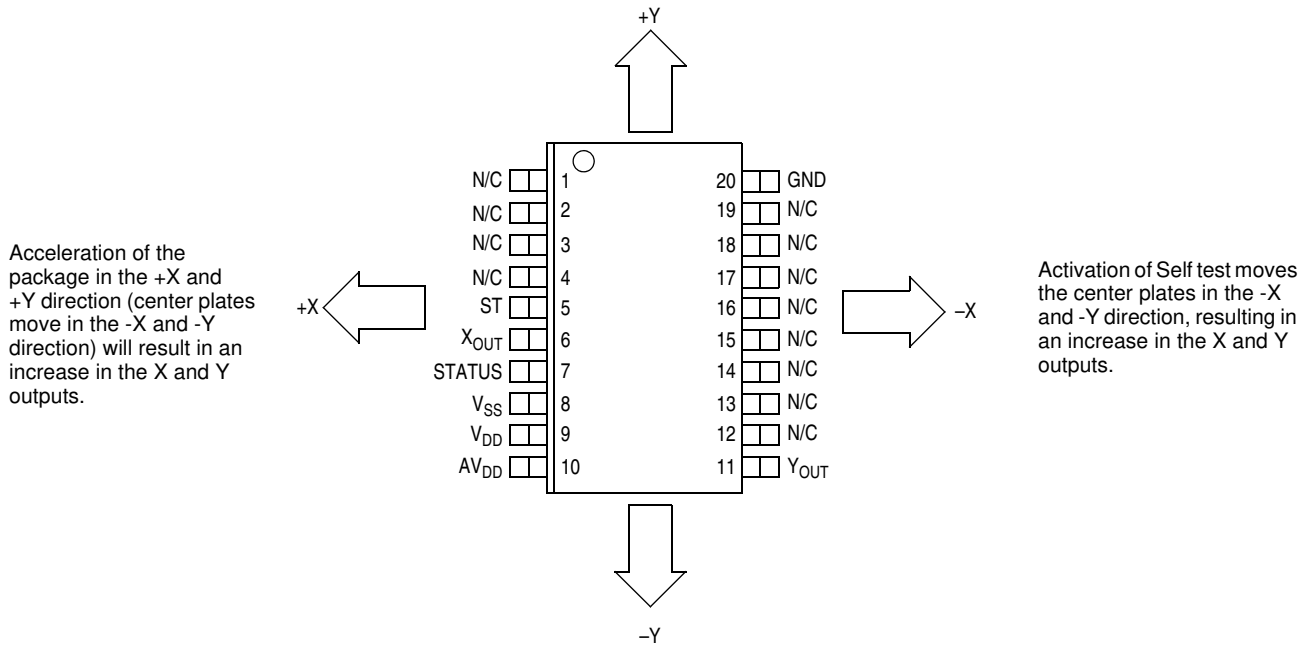 +Y
N/C 1
N/C 2
N/C 3
N/C 4
ST 5
XOUT 6
STATUS 7
VSS 8
VDD 9
AVDD 10
20 GND
19 N/C
18 N/C
17 N/C
16 N/C
15 N/C
14 N/C
13 N/C
12 N/C
11 YOUT
Acceleration of the
package in the +X and
+Y direction (center plates
move in the -X and -Y
direction) will result in an
increase in the X and Y
outputs.
+X
–X
Activation of Self test moves
the center plates in the -X
and -Y direction, resulting in
an increase in the X and Y
outputs.
–Y